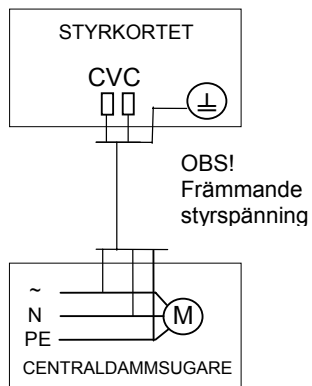 STYRKORTET
CVC
OBS!
Främmande
styrspänning
~
N
M
PE
CENTRALDAMMSUGARE